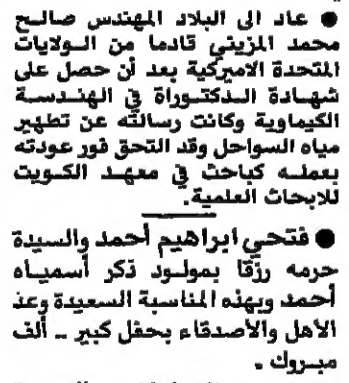 ● عاد الى البلاد المهندس صالح
محمد المزيني قادما من الولايات
المتحدة الاميركية بعد أن حصل على
شهادة الدكتوراة في الهندسة
الكيماوية وكانت رسالته عن تطهير
مياه السواحل وقد التحق فور عودته
بعمله كباحث في معهد الكويت
للابحاث العلمية.
● فتحي ابراهيم أحمد والسيدة
حرمه رزقا بمولود ذكر أسمياه
أحمد وبهذه المناسبة السعيدة وعد
الأهل والأصدقاء بحفل كبير .. ألف
مبروك .